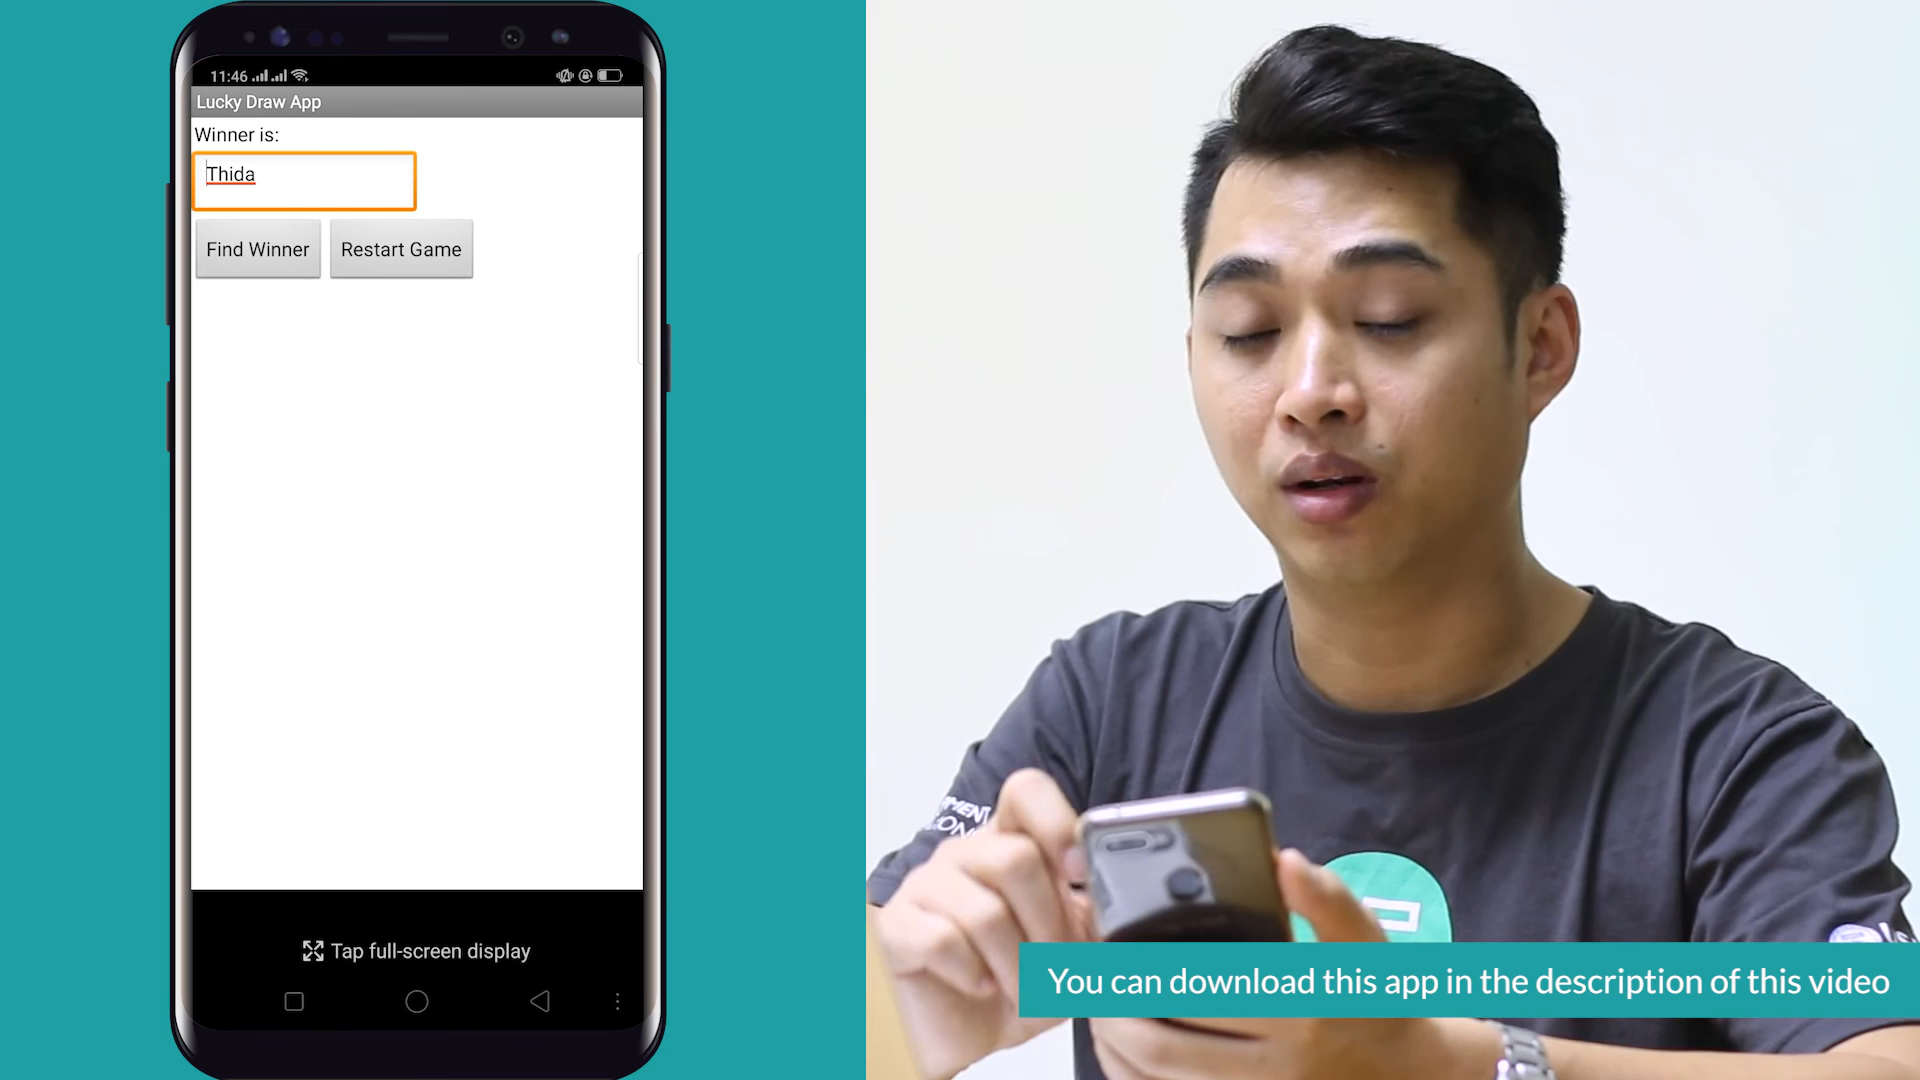 11:46
Lucky Draw App
Winner is:
Thida
Find Winner
Restart Game
Tap full-screen display
You can download this app in the description of this video